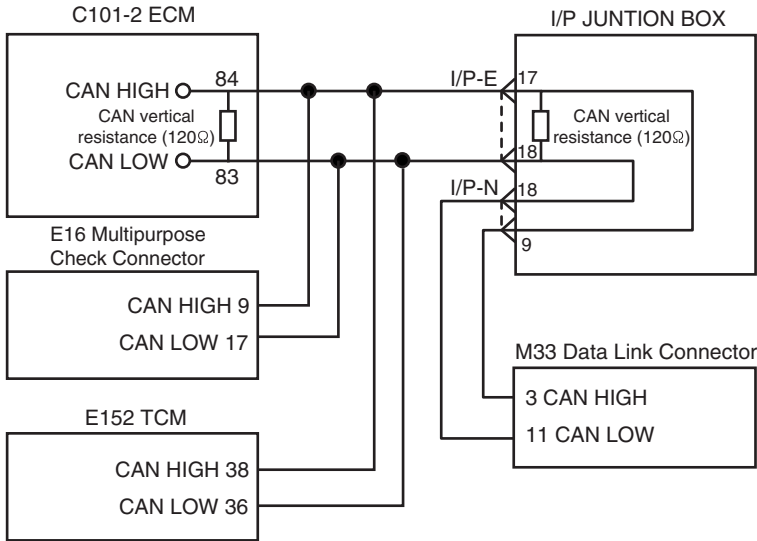 C101-2 ECM
CAN HIGH
84
CAN vertical
resistance (120Ω)
CAN LOW
83
I/P JUNTION BOX
I/P-E
17
CAN vertical
resistance (120Ω)
18
I/P-N
18
9
E16 Multipurpose
Check Connector
CAN HIGH 9
CAN LOW 17
M33 Data Link Connector
3 CAN HIGH
11 CAN LOW
E152 TCM
CAN HIGH 38
CAN LOW 36